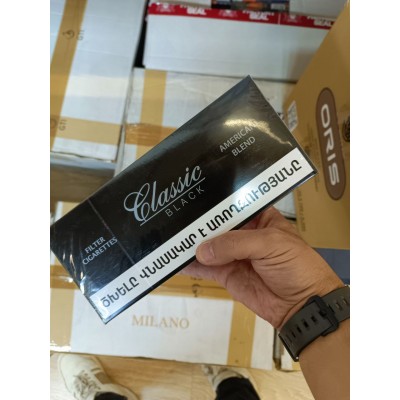 Classic
BLACK
AMERICAN
BLEND
FILTER
CIGARETTES
ԾԽԵԼԸ ՎՆԱՍԱԿԱՐ Է ԱՌՈՂՋՈՒԹՅԱՆԸ
ORIS
MILANO